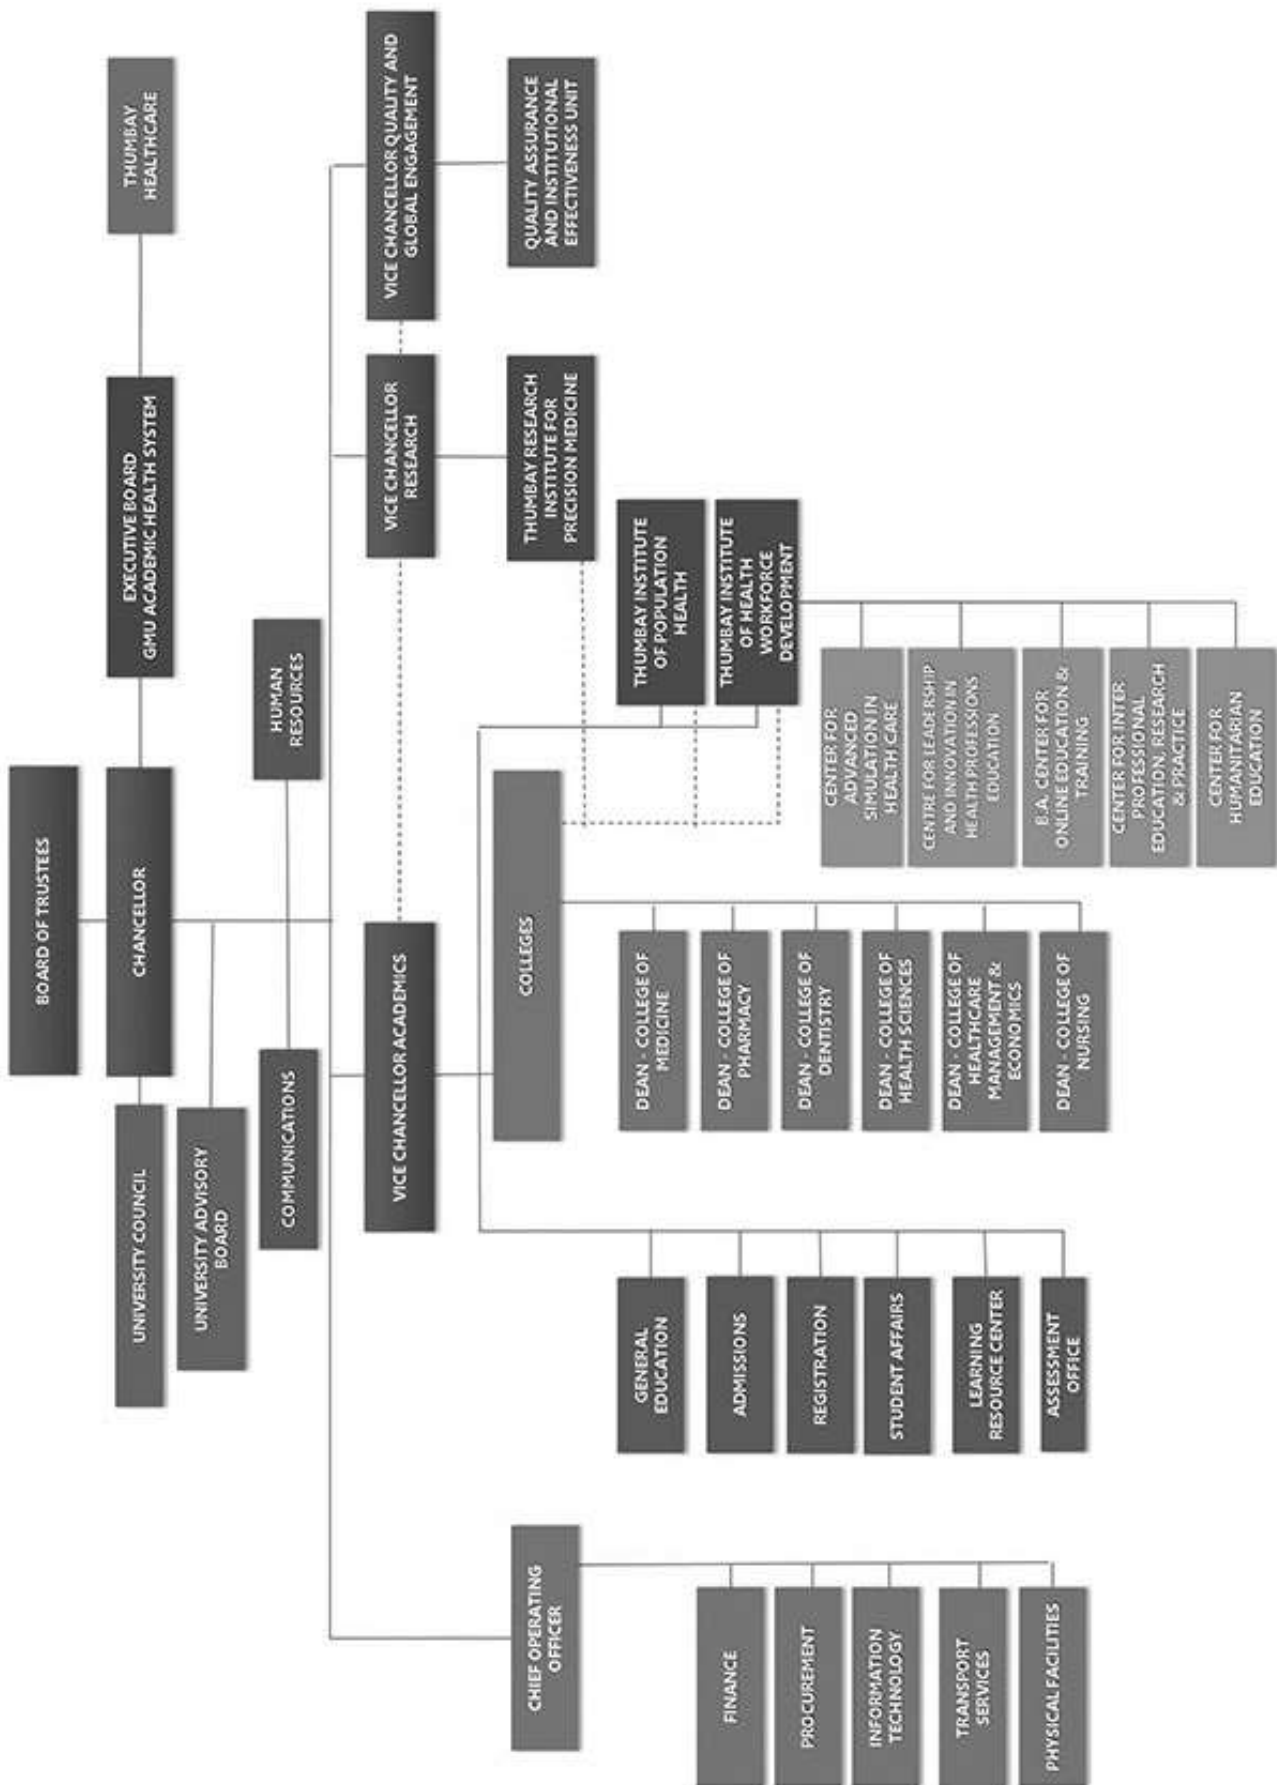 BOARD OF TRUSTEES
UNIVERSITY COUNCIL
CHANCELLOR
EXECUTIVE BOARD
GMU ACADEMIC HEALTH SYSTEM
THUMBAY
HEALTHCARE
UNIVERSITY ADVISORY
BOARD
COMMUNICATIONS
HUMAN
RESOURCES
VICE CHANCELLOR ACADEMICS
VICE CHANCELLOR
RESEARCH
VICE CHANCELLOR QUALITY AND
GLOBAL ENGAGEMENT
CHIEF OPERATING
OFFICER
COLLEGES
THUMBAY RESEARCH
INSTITUTE FOR
PRECISION MEDICINE
QUALITY ASSURANCE
AND INSTITUTIONAL
EFFECTIVENESS UNIT
FINANCE
PROCUREMENT
INFORMATION
TECHNOLOGY
TRANSPORT
SERVICES
PHYSICAL FACILITIES
GENERAL
EDUCATION
ADMISSIONS
REGISTRATION
STUDENT AFFAIRS
LEARNING
RESOURCE CENTER
ASSESSMENT
OFFICE
DEAN - COLLEGE OF
MEDICINE
DEAN - COLLEGE OF
PHARMACY
DEAN - COLLEGE OF
DENTISTRY
DEAN - COLLEGE OF
HEALTH SCIENCES
DEAN - COLLEGE OF
HEALTHCARE
MANAGEMENT &
ECONOMICS
DEAN - COLLEGE OF
NURSING
THUMBAY INSTITUTE
OF POPULATION
HEALTH
THUMBAY INSTITUTE
OF HEALTH
WORKFORCE
DEVELOPMENT
CENTER FOR
ADVANCED
SIMULATION IN
HEALTH CARE
CENTRE FOR LEADERSHIP
AND INNOVATION IN
HEALTH PROFESSIONS
EDUCATION
B.A. CENTER FOR
ONLINE EDUCATION &
TRAINING
CENTER FOR INTER
PROFESSIONAL
EDUCATION, RESEARCH
& PRACTICE
CENTER FOR
HUMANITARIAN
EDUCATION